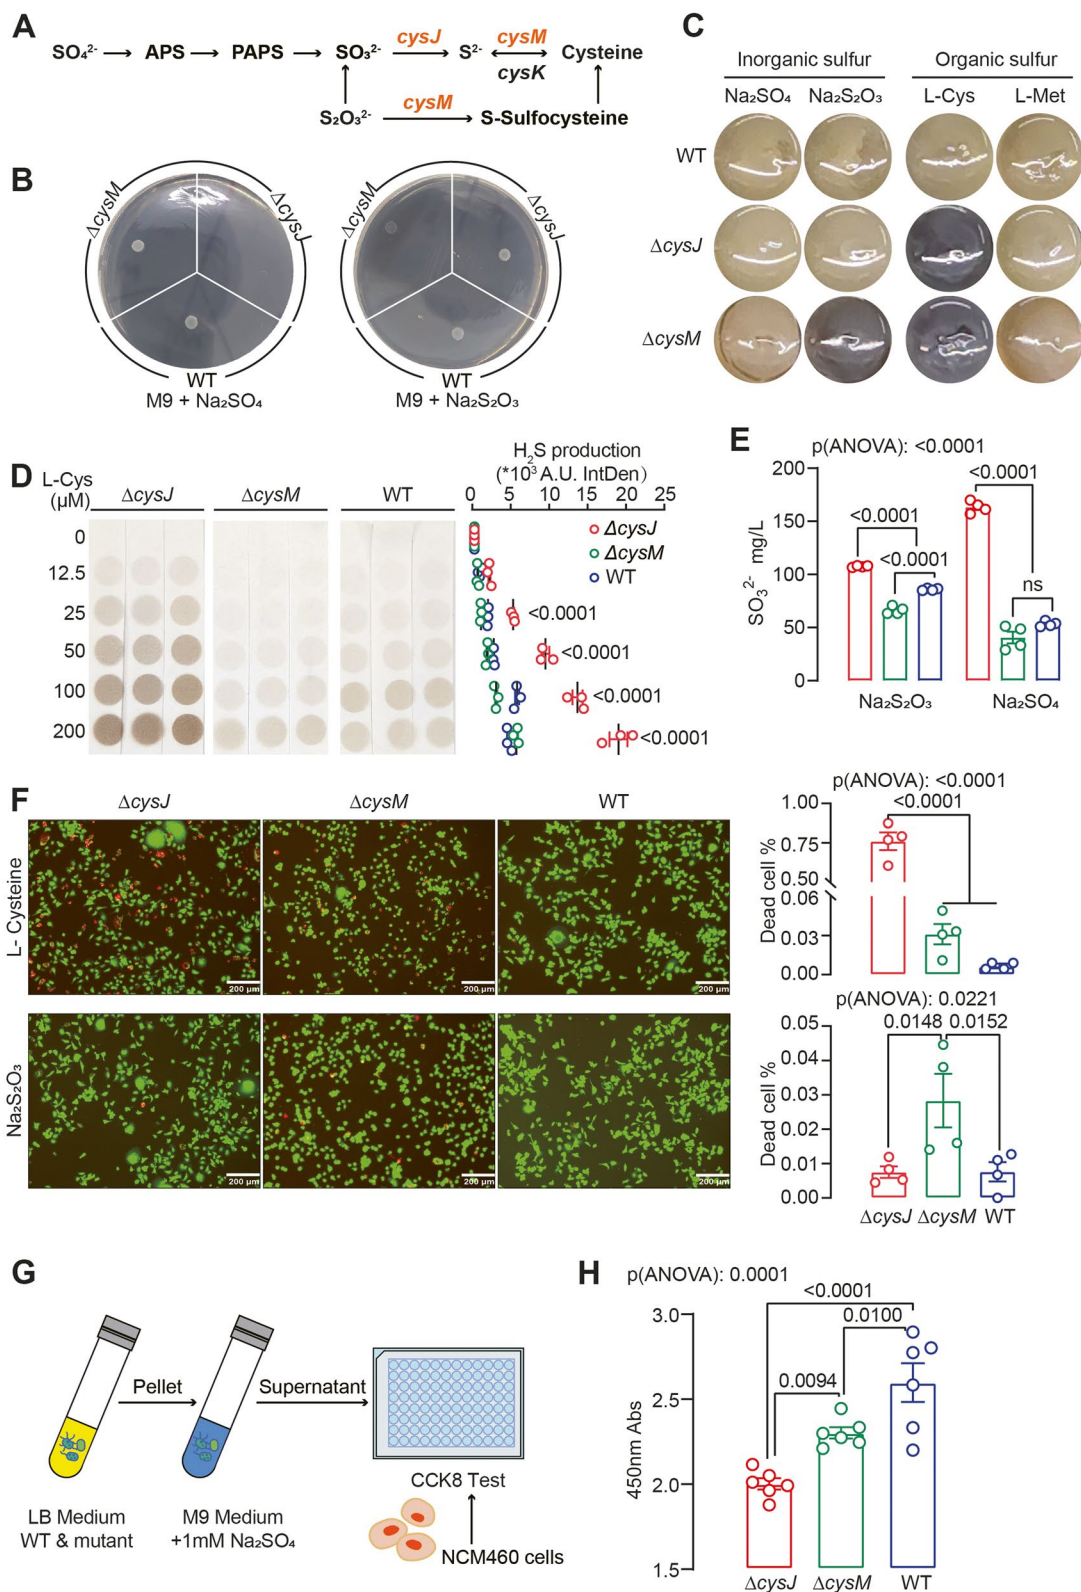 A
SO₄²⁻ APS PAPS SO₃²⁻ cysJ S²⁻ cysM Cysteine
cysK
S₂O₃²⁻ cysM S-Sulfocysteine
B
ΔcysM ΔcysJ
WT
M9 + Na₂SO₄
ΔcysM ΔcysJ
WT
M9 + Na₂S₂O₃
C
Inorganic sulfur Organic sulfur
Na₂SO₄ Na₂S₂O₃ L-Cys L-Met
WT
ΔcysJ
ΔcysM
D
L-Cys
(μM)
ΔcysJ ΔcysM WT
0
12.5
25
50
100
200
H₂S production
(*10³ A.U. IntDen)
0 5 10 15 20 25
ΔcysJ
ΔcysM
WT
<0.0001
<0.0001
<0.0001
<0.0001
E
p(ANOVA): <0.0001
SO₃²⁻ mg/L
200
150
100
50
0
<0.0001
<0.0001
<0.0001
ns
Na₂S₂O₃ Na₂SO₄
F
ΔcysJ ΔcysM WT
L- Cysteine
200 μm 200 μm 200 μm
Na₂S₂O₃
200 μm 200 μm 200 μm
p(ANOVA): <0.0001
<0.0001
Dead cell %
1.00
0.75
0.50
0.06
0.03
0.00
p(ANOVA): 0.0221
0.0148 0.0152
Dead cell %
0.05
0.04
0.03
0.02
0.01
0.00
ΔcysJ ΔcysM WT
G
Pellet Supernatant
LB Medium
WT & mutant
M9 Medium
+1mM Na₂SO₄
CCK8 Test
NCM460 cells
H
p(ANOVA): 0.0001
<0.0001
0.0100
0.0094
450nm Abs
3.0
2.5
2.0
1.5
ΔcysJ ΔcysM WT